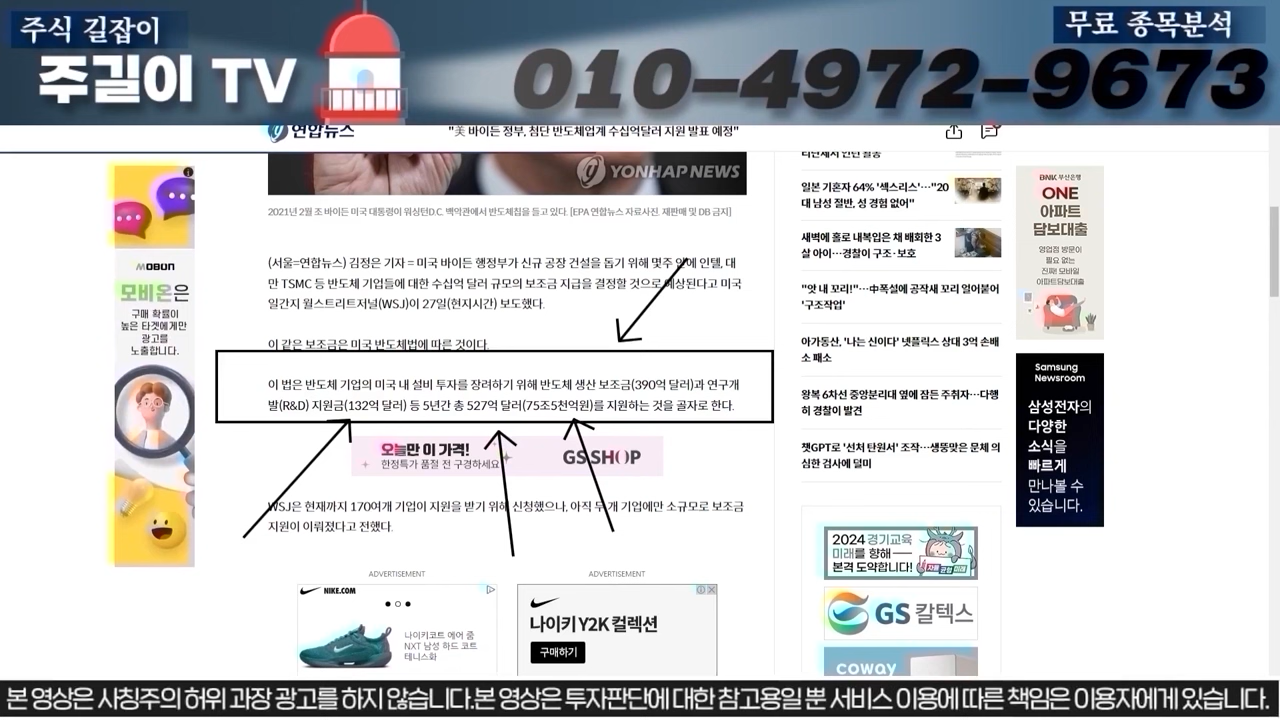 주식 길잡이
주길이 TV
무료 종목분석
010-4972-9673
연합뉴스
"美 바이든 정부, 첨단 반도체업계 수십억달러 지원 발표 예정"
YONHAP NEWS
2021년 2월 조 바이든 미국 대통령이 워싱턴D.C. 백악관에서 반도체칩을 들고 있다. [EPA 연합뉴스 자료사진. 재판매 및 DB 금지]
(서울=연합뉴스) 김정은 기자 = 미국 바이든 행정부가 신규 공장 건설을 돕기 위해 몇주 안에 인텔, 대
만 TSMC 등 반도체 기업들에 대한 수십억 달러 규모의 보조금 지급을 결정할 것으로 예상된다고 미국
일간지 월스트리트저널(WSJ)이 27일(현지시간) 보도했다.
이 같은 보조금은 미국 반도체법에 따른 것이다.
이 법은 반도체 기업의 미국 내 설비 투자를 장려하기 위해 반도체 생산 보조금(390억 달러)과 연구개
발(R&D) 지원금(132억 달러) 등 5년간 총 527억 달러(75조5천억원)를 지원하는 것을 골자로 한다.
오늘만 이 가격!
한정특가 품절 전 구경하세요
GS SHOP
WSJ은 현재까지 170여개 기업이 지원을 받기 위해 신청했으나, 아직 두 개 기업에만 소규모로 보조금
지원이 이뤄졌다고 전했다.
ADVERTISEMENT
ADVERTISEMENT
NIKE.COM
나이키코트 에어 줌
NXT 남성 하드 코트
테니스화
나이키 Y2K 컬렉션
구매하기
MOBON
모비온은
구매 확률이
높은 타겟에게만
광고를
노출합니다.
일본 기혼자 64% '섹스리스'…"20
대 남성 절반, 성 경험 없어"
새벽에 홀로 내복입은 채 배회한 3
살 아이…경찰이 구조·보호
"앗 내 꼬리!"…中폭설에 공작새 꼬리 얼어붙어
'구조작업'
아가동산, '나는 신이다' 넷플릭스 상대 3억 손배
소 패소
왕복 6차선 중앙분리대 옆에 잠든 주취자…다행
히 경찰이 발견
챗GPT로 '선처 탄원서' 조작…생뚱맞은 문체 의
심한 검사에 덜미
2024 경기교육
미래를 향해
본격 도약합니다!
자율 균형 미래
GS 칼텍스
coway
BNK 부산은행
ONE
아파트
담보대출
영업점 방문이
필요 없는
진짜! 모바일
아파트담보대출
Samsung
Newsroom
삼성전자의
다양한
소식을
빠르게
만나볼 수
있습니다.
본 영상은 사칭주의 허위 과장 광고를 하지 않습니다.본 영상은 투자판단에 대한 참고용일 뿐 서비스 이용에 따른 책임은 이용자에게 있습니다.